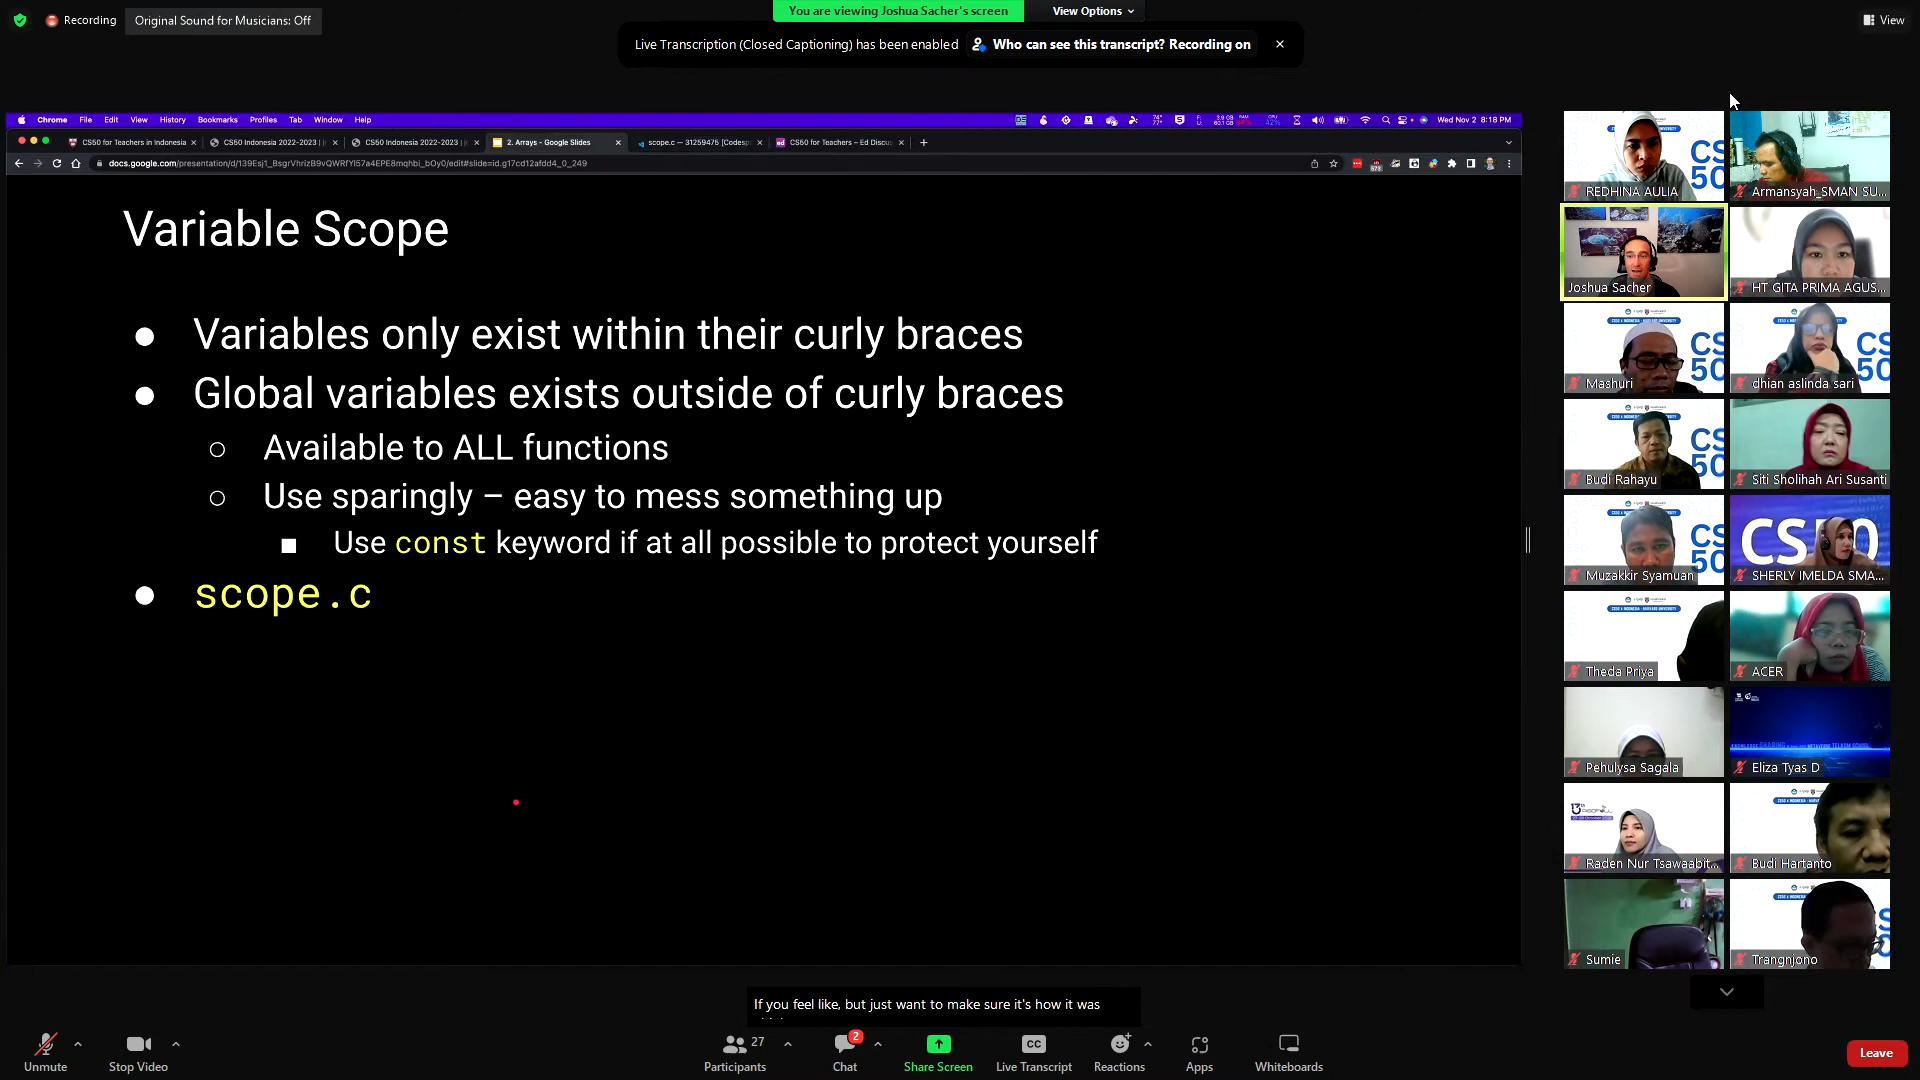 Recording
Original Sound for Musicians: Off
You are viewing Joshua Sacher's screen
View Options
View
Live Transcription (Closed Captioning) has been enabled
Who can see this transcript? Recording on
Chrome File Edit View History Bookmarks Profiles Tab Window Help
Wed Nov 2 8:18 PM
CS50 for Teachers in Indonesia
CS50 Indonesia 2022-2023
CS50 Indonesia 2022-2023
2. Arrays - Google Slides
scope.c — 31259475 [Codesp
CS50 for Teachers – Ed Discus
Variable Scope
● Variables only exist within their curly braces
● Global variables exists outside of curly braces
○ Available to ALL functions
○ Use sparingly – easy to mess something up
■ Use const keyword if at all possible to protect yourself
● scope.c
REDHINA AULIA
Armansyah_SMAN SU...
Joshua Sacher
HT GITA PRIMA AGUS...
Mashuri
dhian aslinda sari
Budi Rahayu
Siti Sholihah Ari Susanti
Muzakkir Syamuan
CS50
SHERLY IMELDA SMA...
Theda Priya
ACER
Pehulysa Sagala
Eliza Tyas D
Raden Nur Tsawaabit...
Budi Hartanto
Sumie
Trangnjono
If you feel like, but just want to make sure it's how it was
Unmute
Stop Video
Participants
27
Chat
2
Share Screen
CC
Live Transcript
Reactions
Apps
Whiteboards
Leave